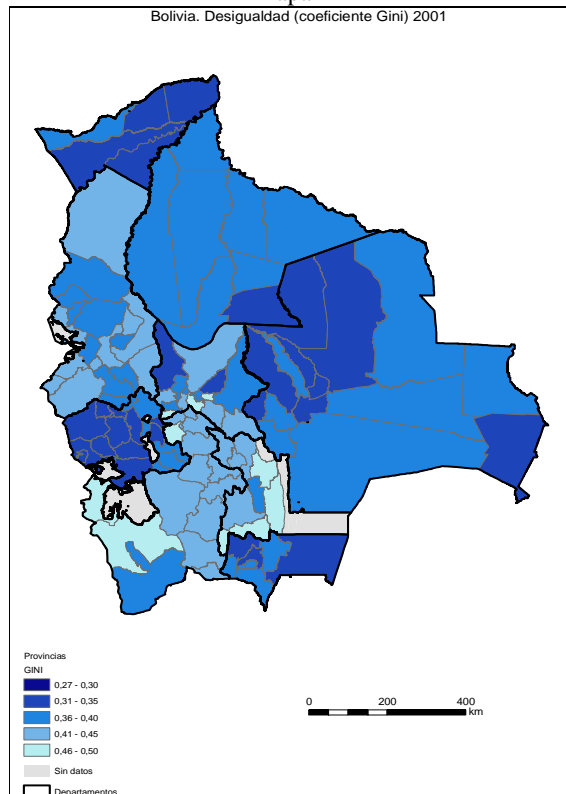 Bolivia. Desigualdad (coeficiente Gini) 2001
Provincias
GINI
0,27 - 0,30
0,31 - 0,35
0,36 - 0,40
0,41 - 0,45
0,46 - 0,50
Sin datos
Departamentos
0 200 400
km